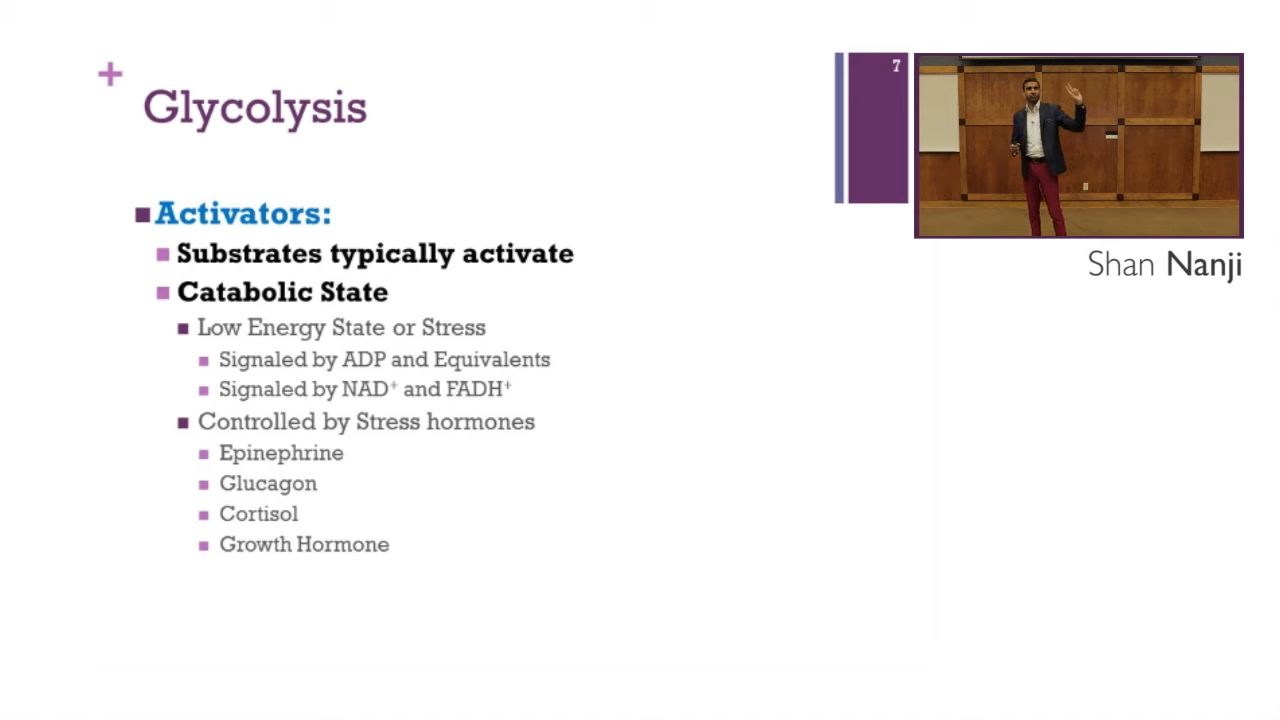 +
Glycolysis
7
Activators:
Substrates typically activate
Catabolic State
Low Energy State or Stress
Signaled by ADP and Equivalents
Signaled by NAD⁺ and FADH⁺
Controlled by Stress hormones
Epinephrine
Glucagon
Cortisol
Growth Hormone
Shan Nanji